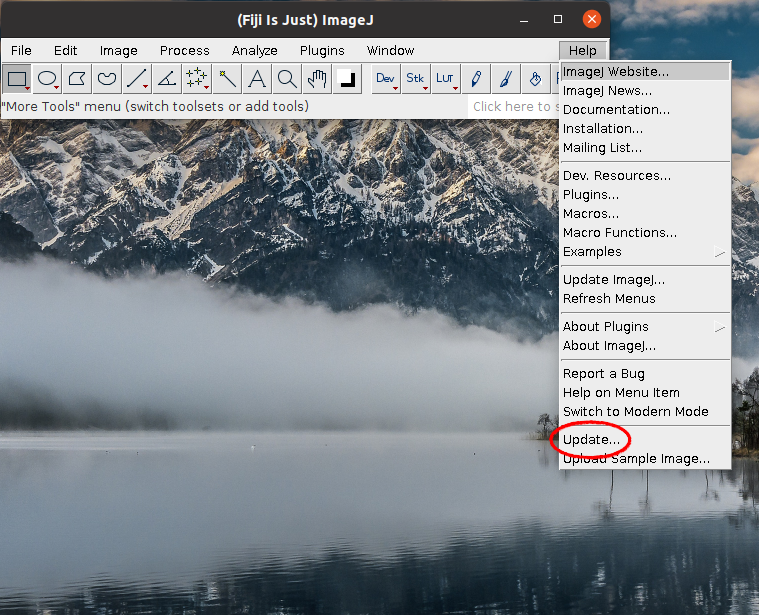 (Fiji Is Just) ImageJ
File Edit Image Process Analyze Plugins Window Help
Dev Stk LUT
"More Tools" menu (switch toolsets or add tools) Click here to
ImageJ Website...
ImageJ News...
Documentation...
Installation...
Mailing List...
Dev. Resources...
Plugins...
Macros...
Macro Functions...
Examples
Update ImageJ...
Refresh Menus
About Plugins
About ImageJ...
Report a Bug
Help on Menu Item
Switch to Modern Mode
Update...
Upload Sample Image...